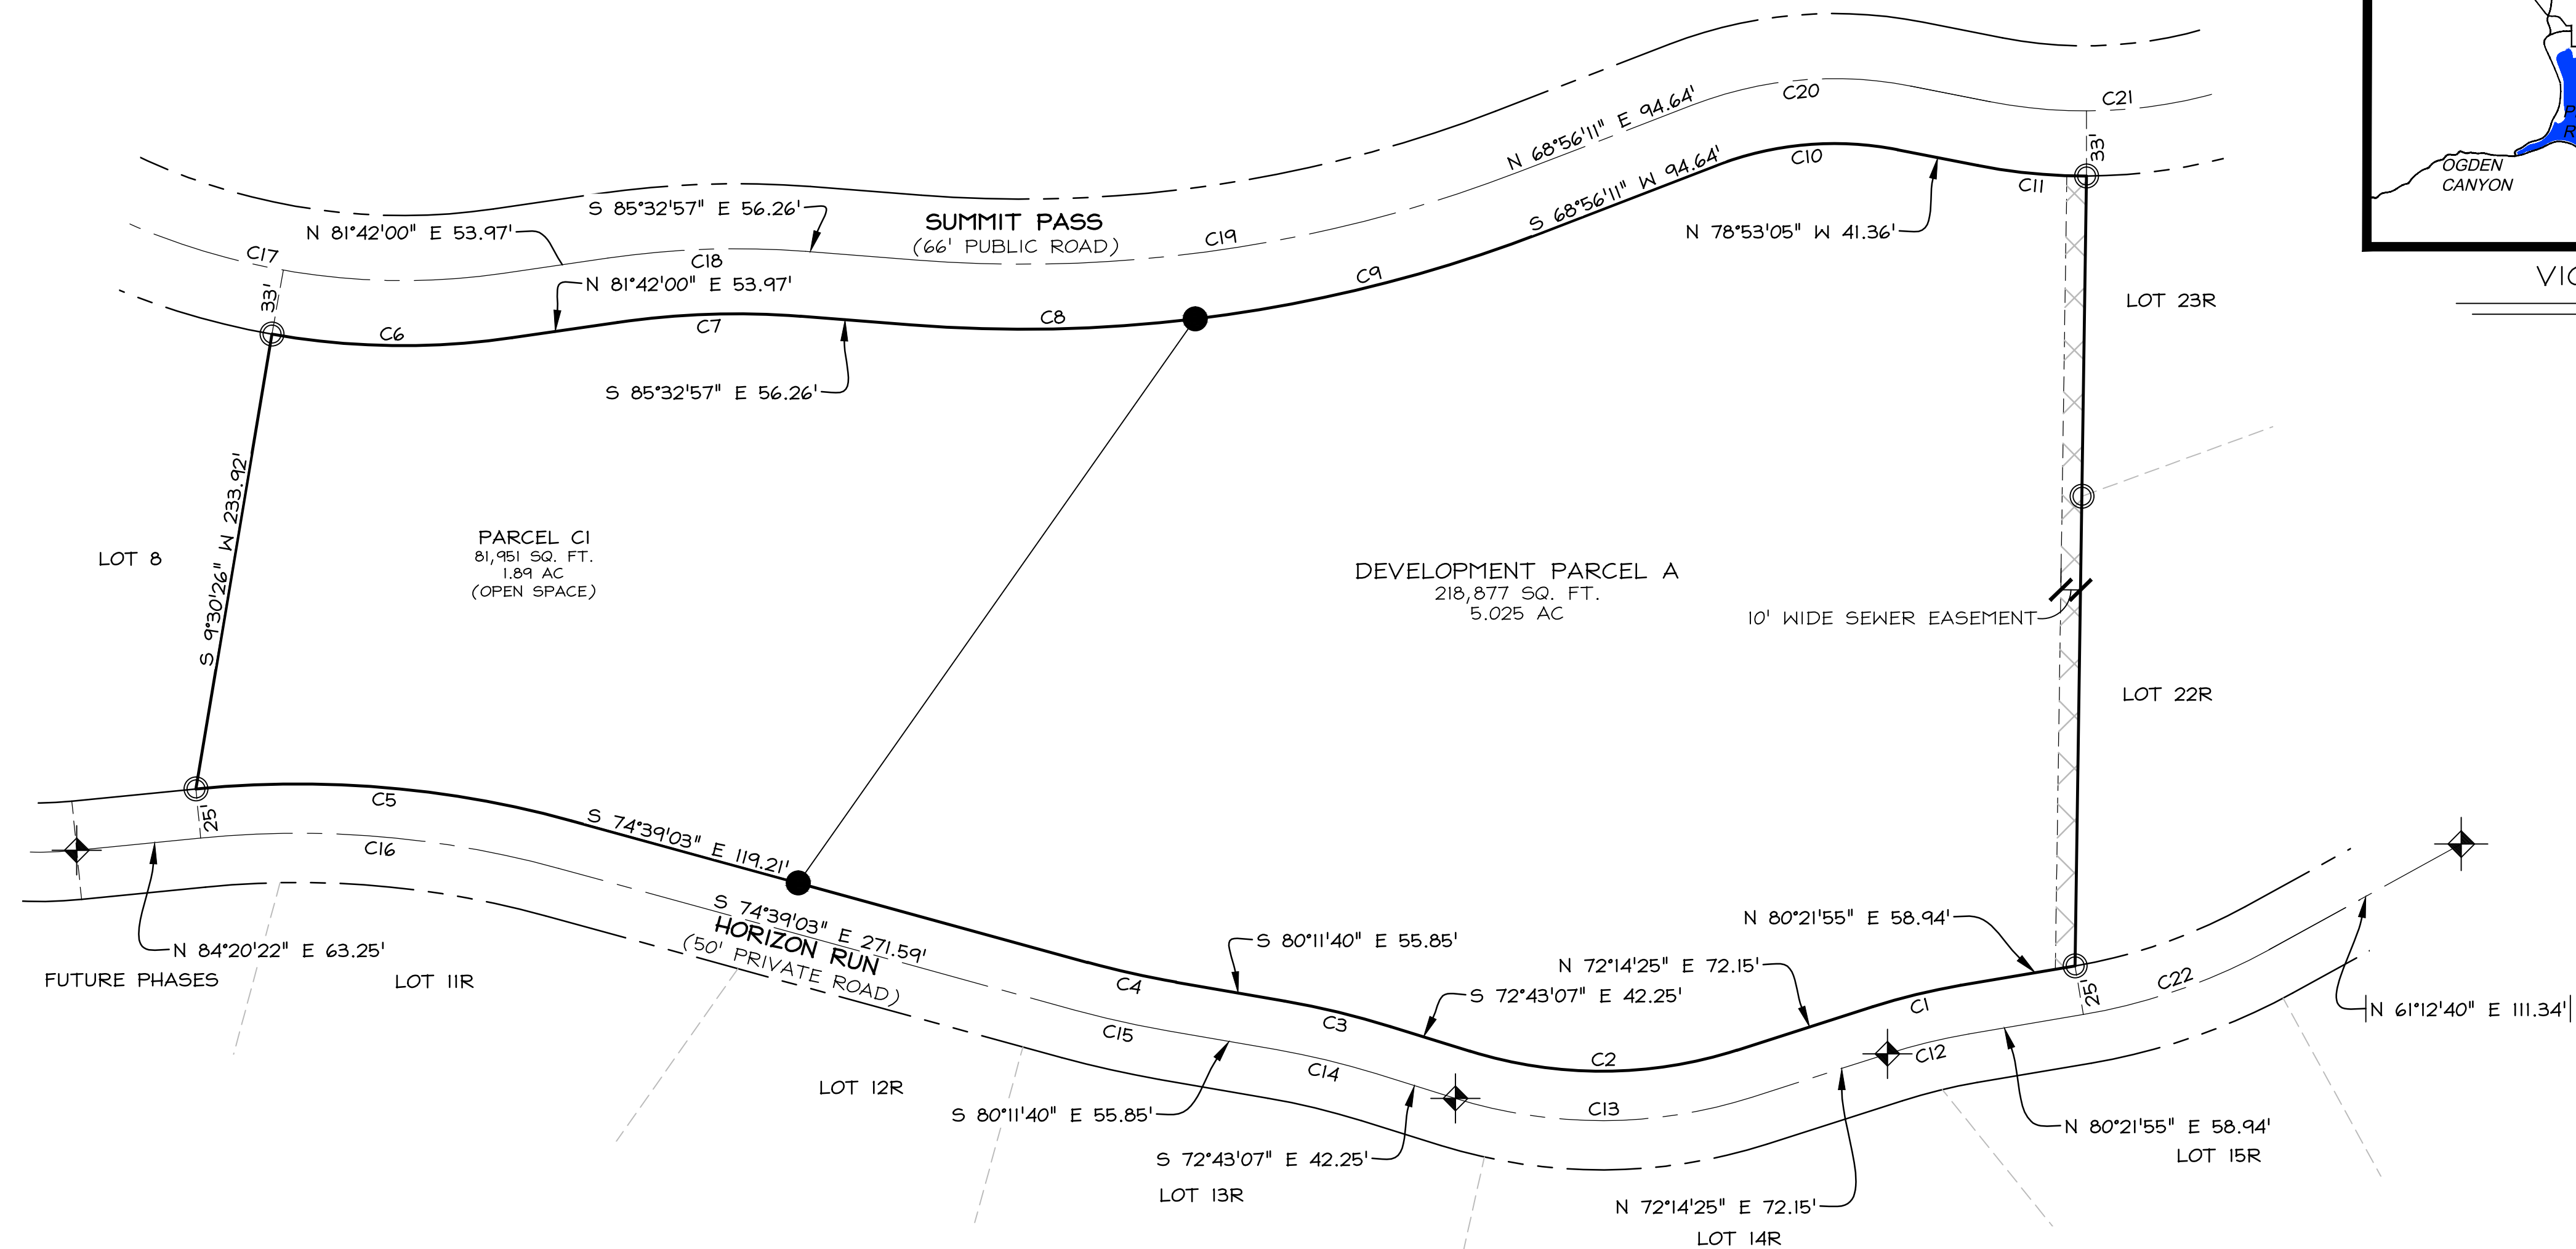 C20
C21
N 68°56'11" E 94.64'
33'
C10
S 68°56'11" W 94.64'
C11
OGDEN
CANYON
P
R
VIC
S 85°32'57" E 56.26'
SUMMIT PASS
(66' PUBLIC ROAD)
N 81°42'00" E 53.97'
C19
N 78°53'05" W 41.36'
C17
C18
C9
33'
N 81°42'00" E 53.97'
LOT 23R
C6
C7
C8
S 85°32'57" E 56.26'
S 9°30'26" W 233.92'
LOT 8
PARCEL C1
81,951 SQ. FT.
1.89 AC
(OPEN SPACE)
DEVELOPMENT PARCEL A
218,877 SQ. FT.
5.025 AC
10' WIDE SEWER EASEMENT
LOT 22R
C5
25'
S 74°39'03" E 119.21'
C16
S 74°39'03" E 271.59'
HORIZON RUN
(50' PRIVATE ROAD)
N 84°20'22" E 63.25'
FUTURE PHASES
LOT 11R
S 80°11'40" E 55.85'
N 80°21'55" E 58.94'
N 72°14'25" E 72.15'
S 72°43'07" E 42.25'
C4
C3
C2
C1
25'
C22
N 61°12'40" E 111.34'
C15
C14
C13
C12
LOT 12R
S 80°11'40" E 55.85'
S 72°43'07" E 42.25'
LOT 13R
N 80°21'55" E 58.94'
LOT 15R
N 72°14'25" E 72.15'
LOT 14R